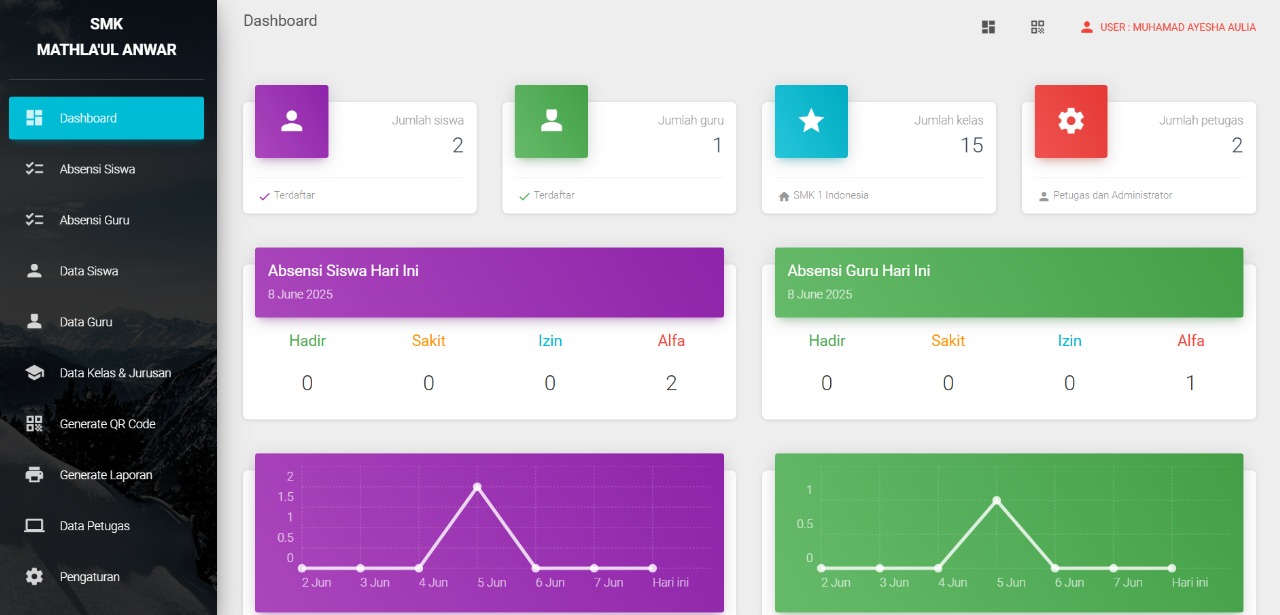 SMK
MATHLA'UL ANWAR
Dashboard
Absensi Siswa
Absensi Guru
Data Siswa
Data Guru
Data Kelas & Jurusan
Generate QR Code
Generate Laporan
Data Petugas
Pengaturan
Dashboard
USER : MUHAMAD AYESHA AULIA
Jumlah siswa
2
Terdaftar
Jumlah guru
1
Terdaftar
Jumlah kelas
15
SMK 1 Indonesia
Jumlah petugas
2
Petugas dan Administrator
Absensi Siswa Hari Ini
8 June 2025
Hadir Sakit Izin Alfa
0 0 0 2
Absensi Guru Hari Ini
8 June 2025
Hadir Sakit Izin Alfa
0 0 0 1
2
1.5
1
0.5
0
2 Jun 3 Jun 4 Jun 5 Jun 6 Jun 7 Jun Hari ini
1
0.5
0
2 Jun 3 Jun 4 Jun 5 Jun 6 Jun 7 Jun Hari ini